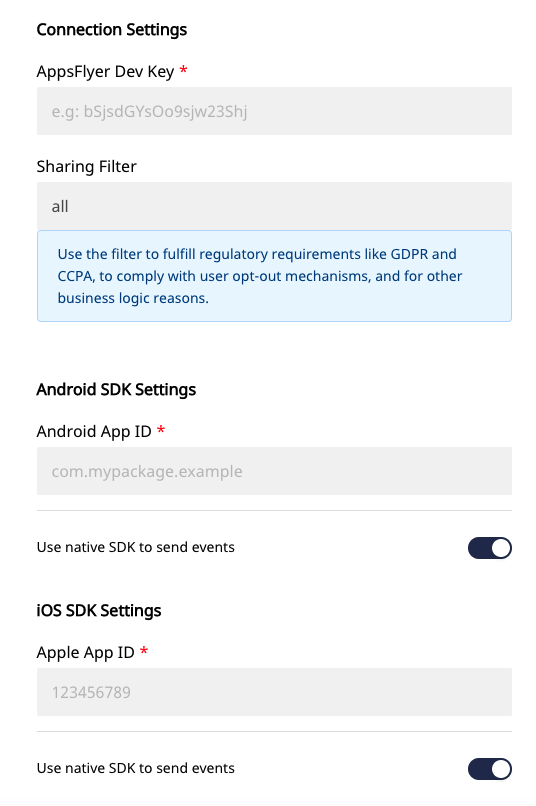 Connection Settings
AppsFlyer Dev Key *
e.g: bSjsdGYsOo9sjw23Shj
Sharing Filter
all
Use the filter to fulfill regulatory requirements like GDPR and
CCPA, to comply with user opt-out mechanisms, and for other
business logic reasons.
Android SDK Settings
Android App ID *
com.mypackage.example
Use native SDK to send events
iOS SDK Settings
Apple App ID *
123456789
Use native SDK to send events